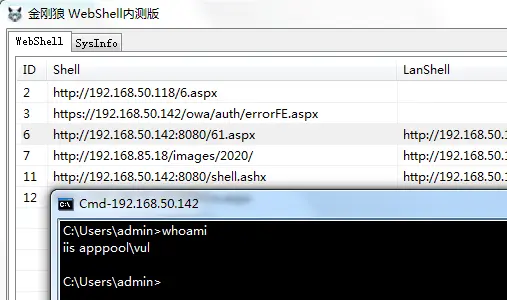 金刚狼 WebShell内测版
WebShell SysInfo
ID Shell LanShell
2 http://192.168.50.118/6.aspx
3 https://192.168.50.142/owa/auth/errorFE.aspx
6 http://192.168.50.142:8080/61.aspx http://192.168.50.1
7 http://192.168.85.18/images/2020/ http://192.168.50.1
11 http://192.168.50.142:8080/shell.ashx http://192.168.50.1
12
Cmd-192.168.50.142
C:\Users\admin>whoami
iis apppool\vul
C:\Users\admin>